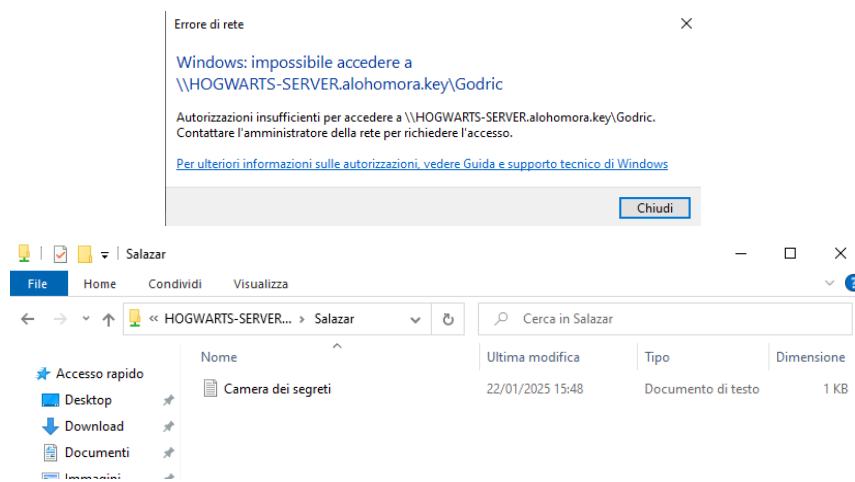 Errore di rete
Windows: impossibile accedere a
\\HOGWARTS-SERVER.alohomora.key\Godric
Autorizzazioni insufficienti per accedere a \\HOGWARTS-SERVER.alohomora.key\Godric.
Contattare l'amministratore della rete per richiedere l'accesso.
Per ulteriori informazioni sulle autorizzazioni, vedere Guida e supporto tecnico di Windows
Chiudi
Salazar
File Home Condividi Visualizza
« HOGWARTS-SERVER... › Salazar Cerca in Salazar
Nome Ultima modifica Tipo Dimensione
Accesso rapido
Camera dei segreti 22/01/2025 15:48 Documento di testo 1 KB
Desktop
Download
Documenti
Immagini